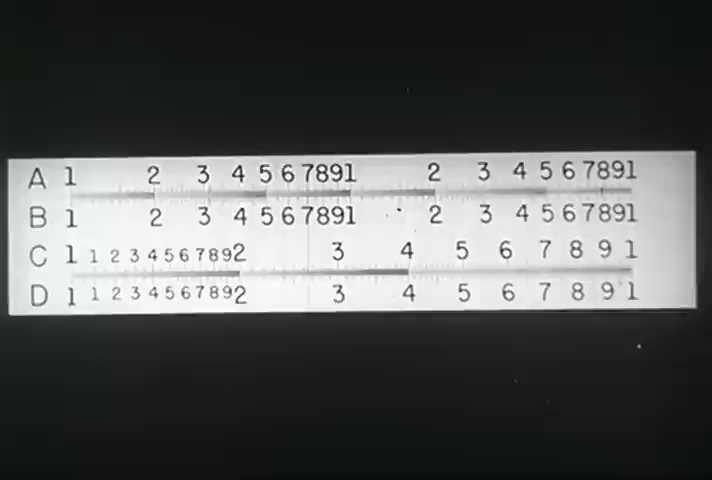 A 1 2 3 4 5 6 7 8 9 1 2 3 4 5 6 7 8 9 1
B 1 2 3 4 5 6 7 8 9 1 2 3 4 5 6 7 8 9 1
C 1 1 2 3 4 5 6 7 8 9 2 3 4 5 6 7 8 9 1
D 1 1 2 3 4 5 6 7 8 9 2 3 4 5 6 7 8 9 1